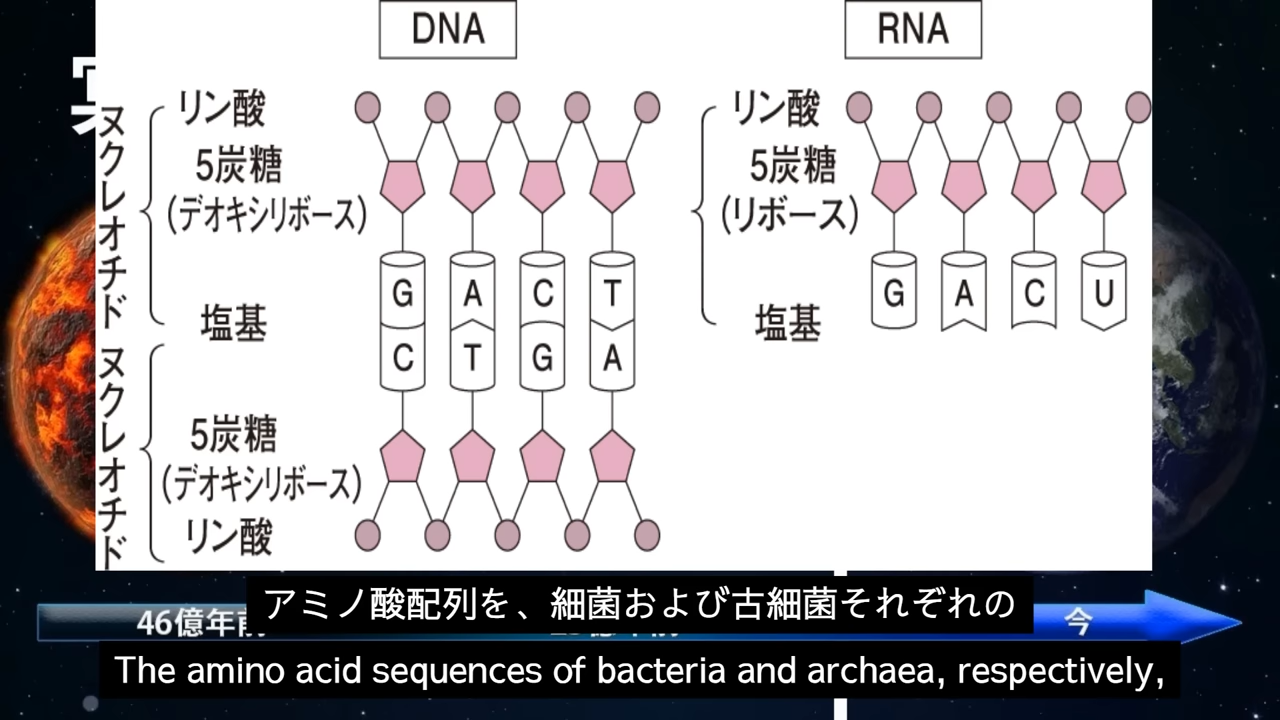 DNA
RNA
ヌクレオチド
リン酸
5炭糖
(デオキシリボース)
塩基
G A C T
C T G A
ヌクレオチド
5炭糖
(デオキシリボース)
リン酸
リン酸
5炭糖
(リボース)
塩基
G A C U
46億年前
今
アミノ酸配列を、細菌および古細菌それぞれの
The amino acid sequences of bacteria and archaea, respectively,